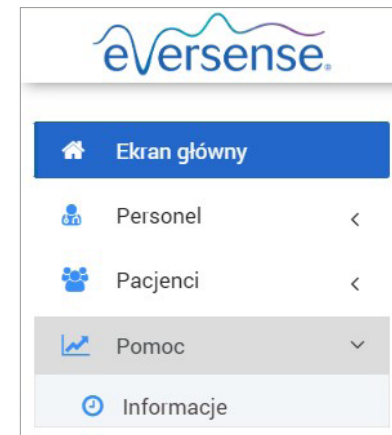 eversense®
Ekran główny
Personel
Pacjenci
Pomoc
Informacje